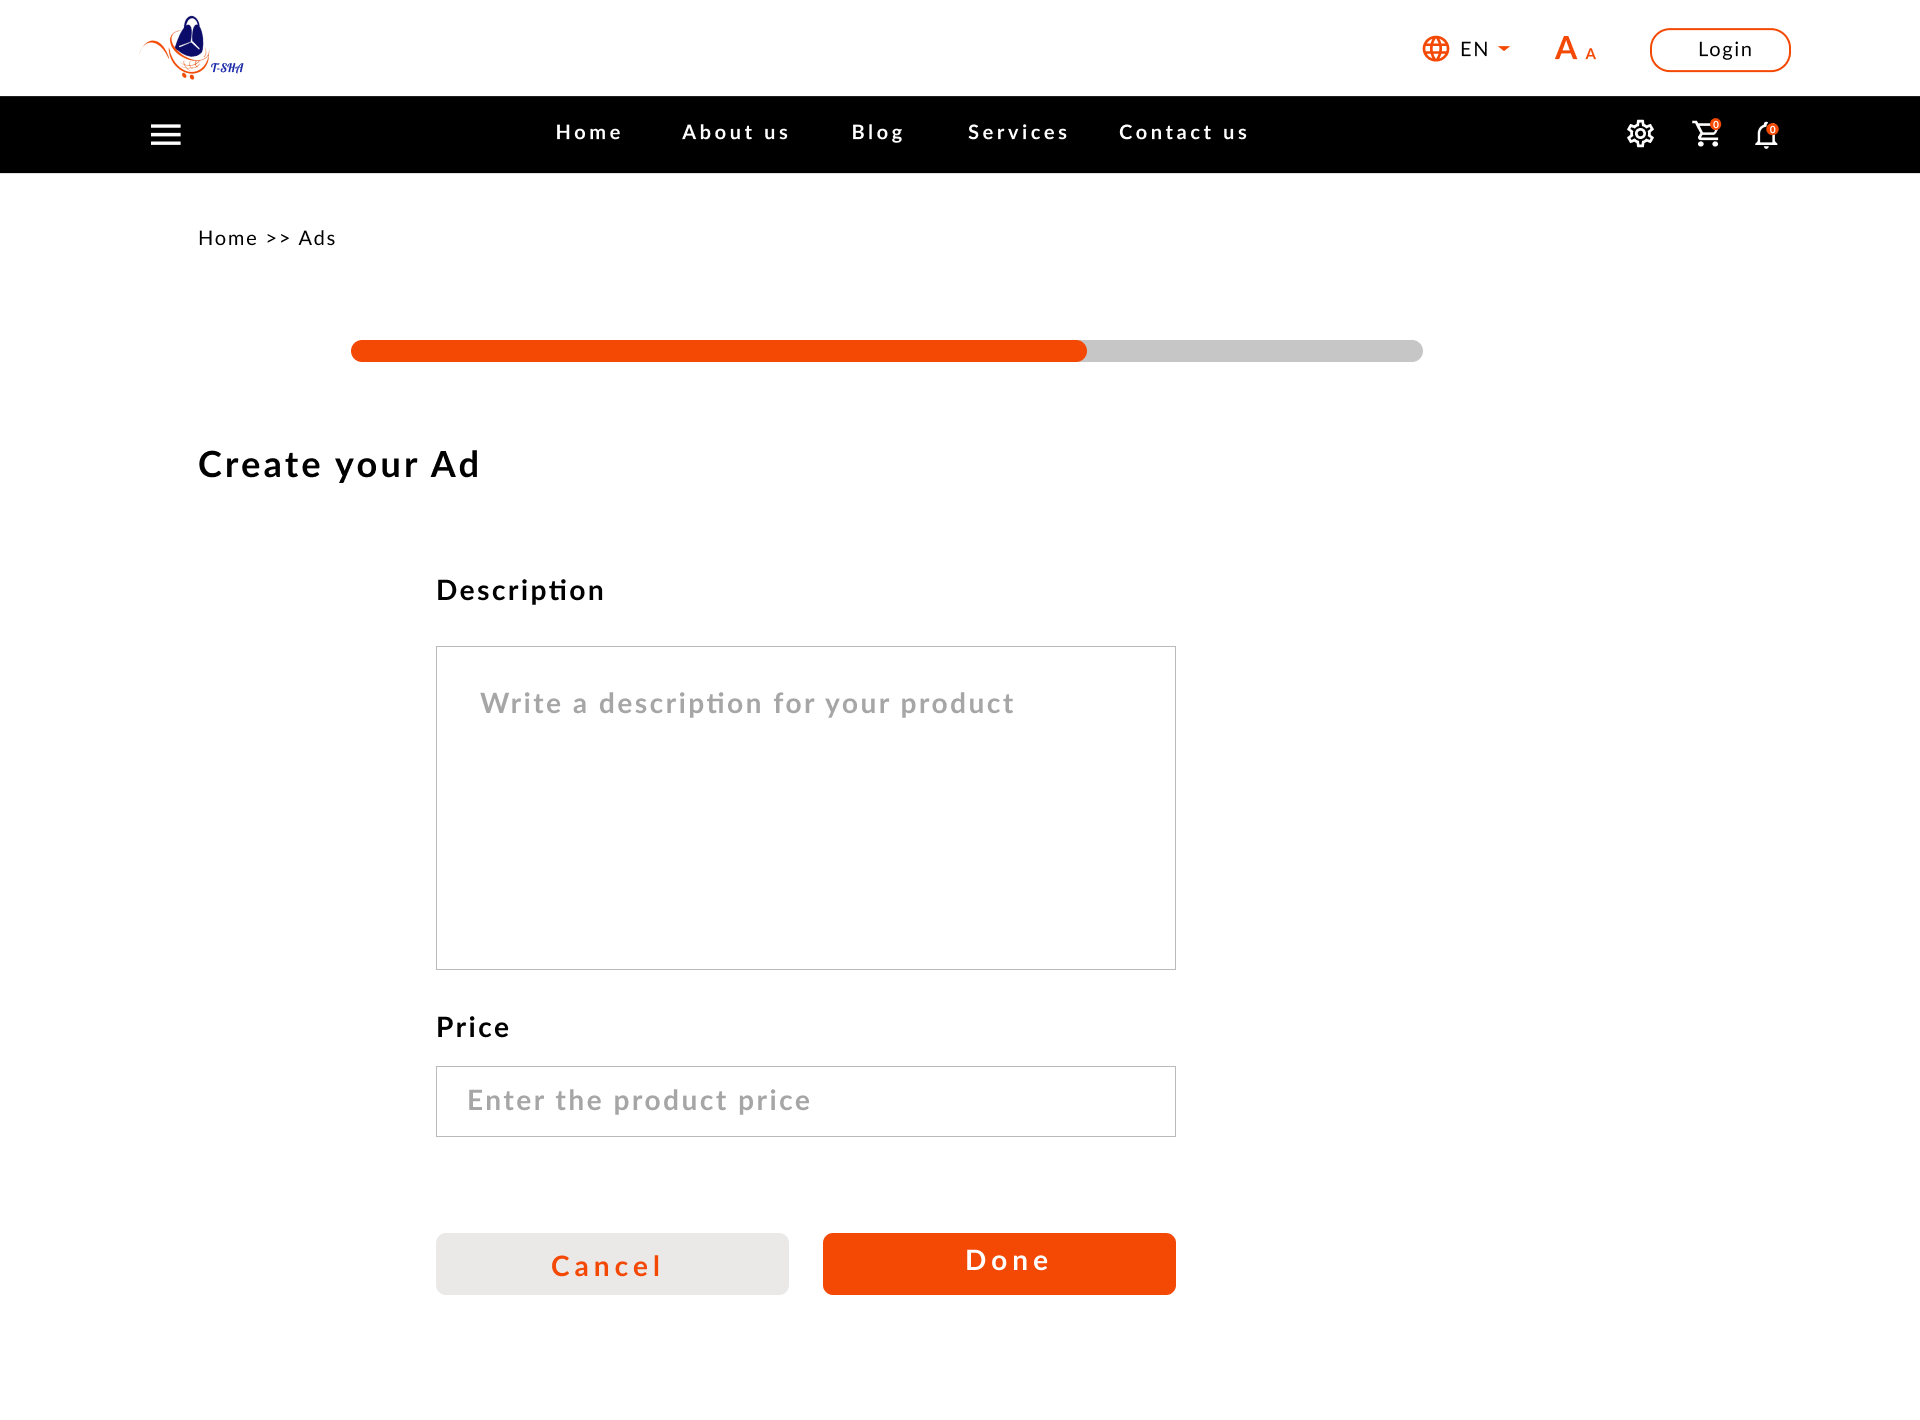 T-SHA
EN
A A
Login
Home About us Blog Services Contact us
0 0
Home >> Ads
Create your Ad
Description
Write a description for your product
Price
Enter the product price
Cancel Done